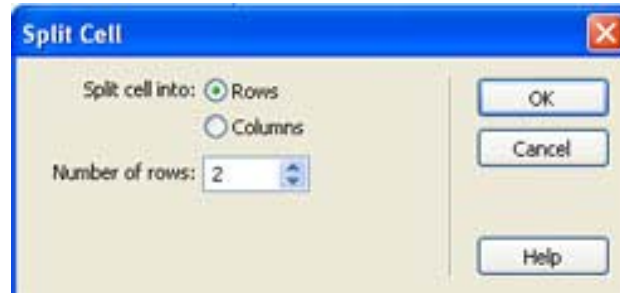 Split Cell
Split cell into: Rows
Columns
Number of rows: 2
OK
Cancel
Help